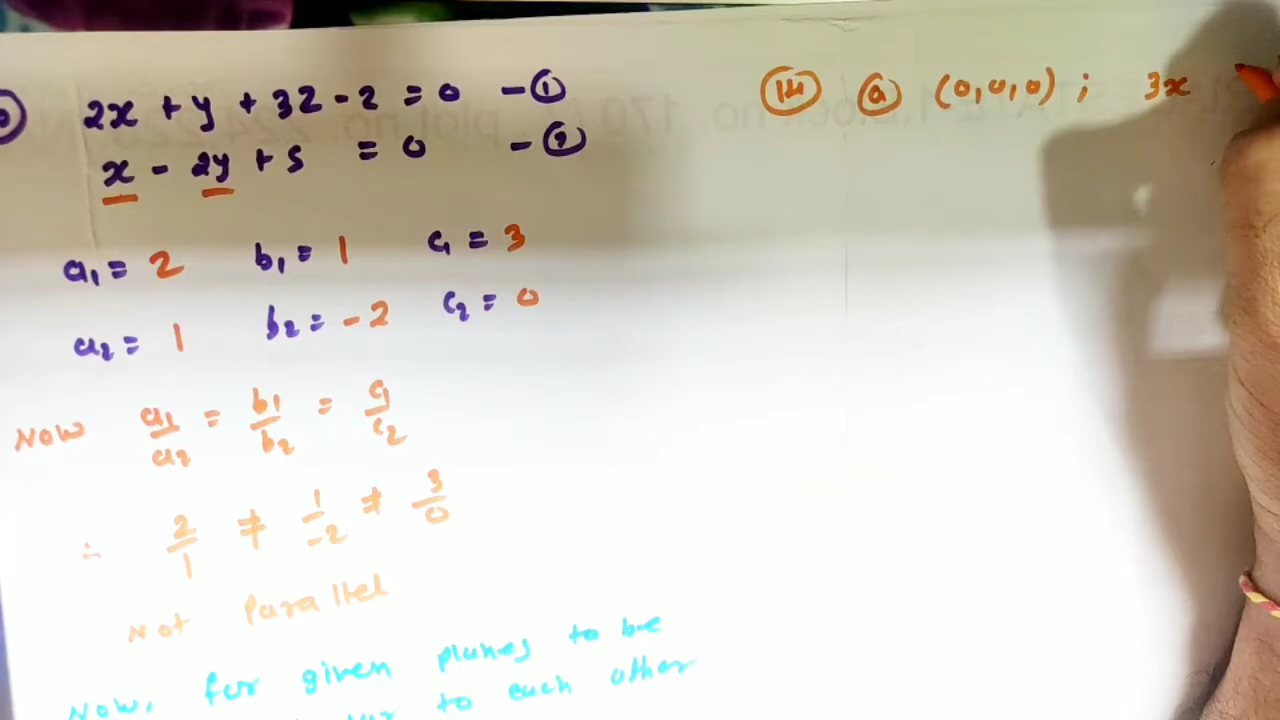 2x + y + 3z - 2 = 0 - ①
x - 2y + 5 = 0 - ②
a₁ = 2 b₁ = 1 c₁ = 3
a₂ = 1 b₂ = -2 c₂ = 0
Now a₁/a₂ = b₁/b₂ = c₁/c₂
∴ 2/1 ≠ 1/-2 ≠ 3/0
Not Parallel
Now, for given planes to be
to each other
⑭ ⓐ (0,0,0) ; 3x